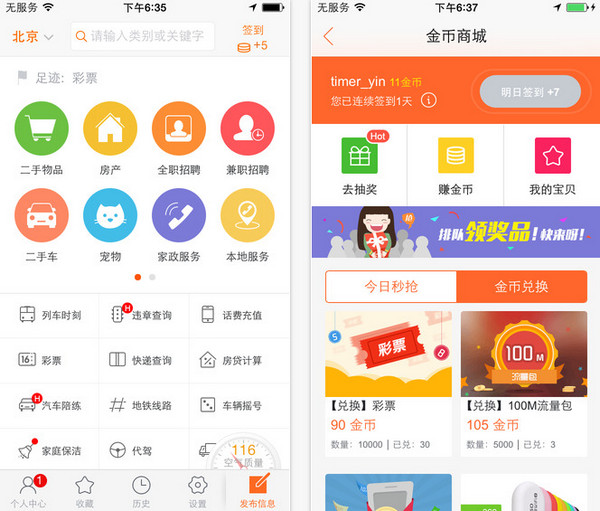 无服务 下午6:35
北京 请输入类别或关键字 签到 +5
足迹：彩票
二手物品 房产 全职招聘 兼职招聘
二手车 宠物 家政服务 本地服务
列车时刻 H 违章查询 话费充值
16 彩票 快递查询 房贷计算
H 汽车陪练 地铁线路 车辆摇号
家庭保洁 代驾 116
空气质量
1
个人中心 收藏 历史 设置 发布信息
无服务 下午6:37
金币商城
timer_yin 11金币
您已连续签到1天
明日签到 +7
Hot
去抽奖 赚金币 我的宝贝
排队领奖品！快来呀！
今日秒抢 金币兑换
5 彩票 8
100M
流量包
【兑换】彩票 【兑换】100M流量包
90 金币 105 金币
数量：10000 | 已兑：30 数量：5000 | 已兑：3